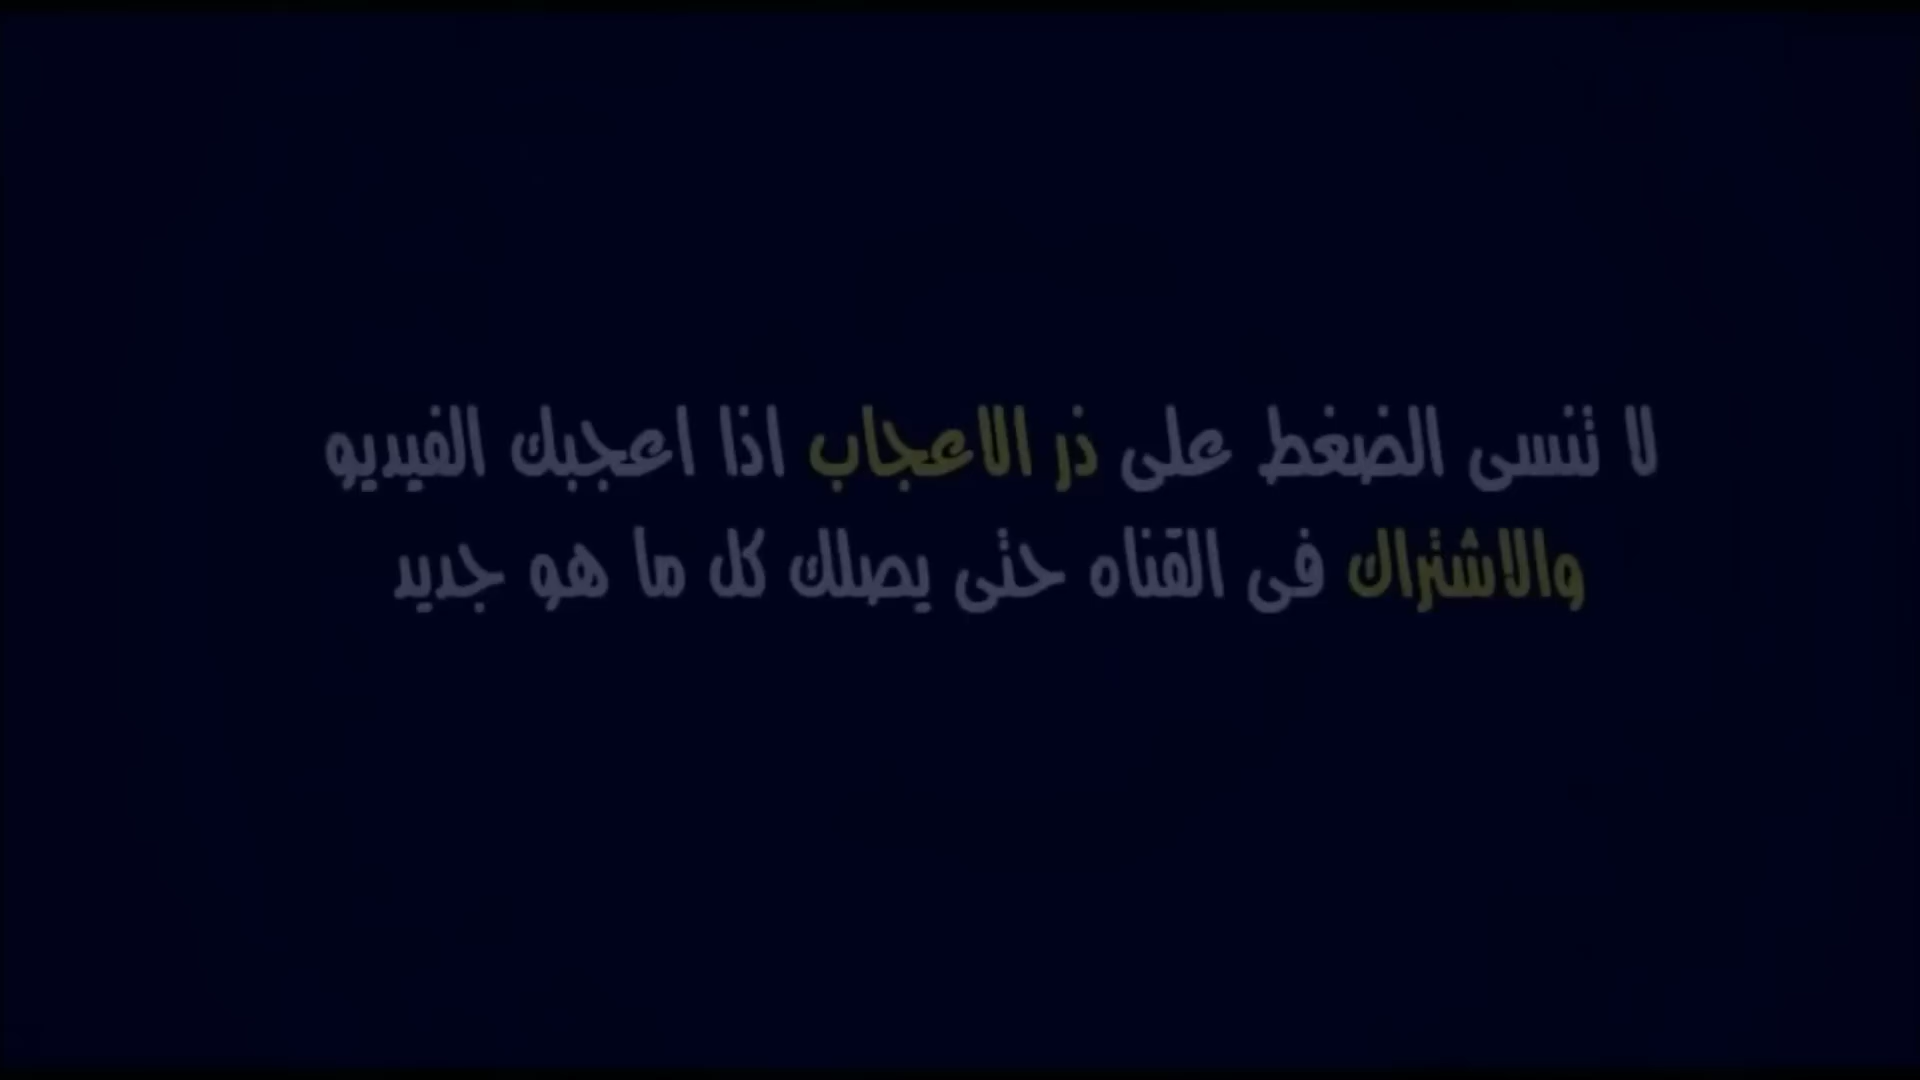 لا تنسى الضغط على ذر الاعجاب اذا اعجبك الفيديو
والاشتراك فى القناه حتى يصلك كل ما هو جديد